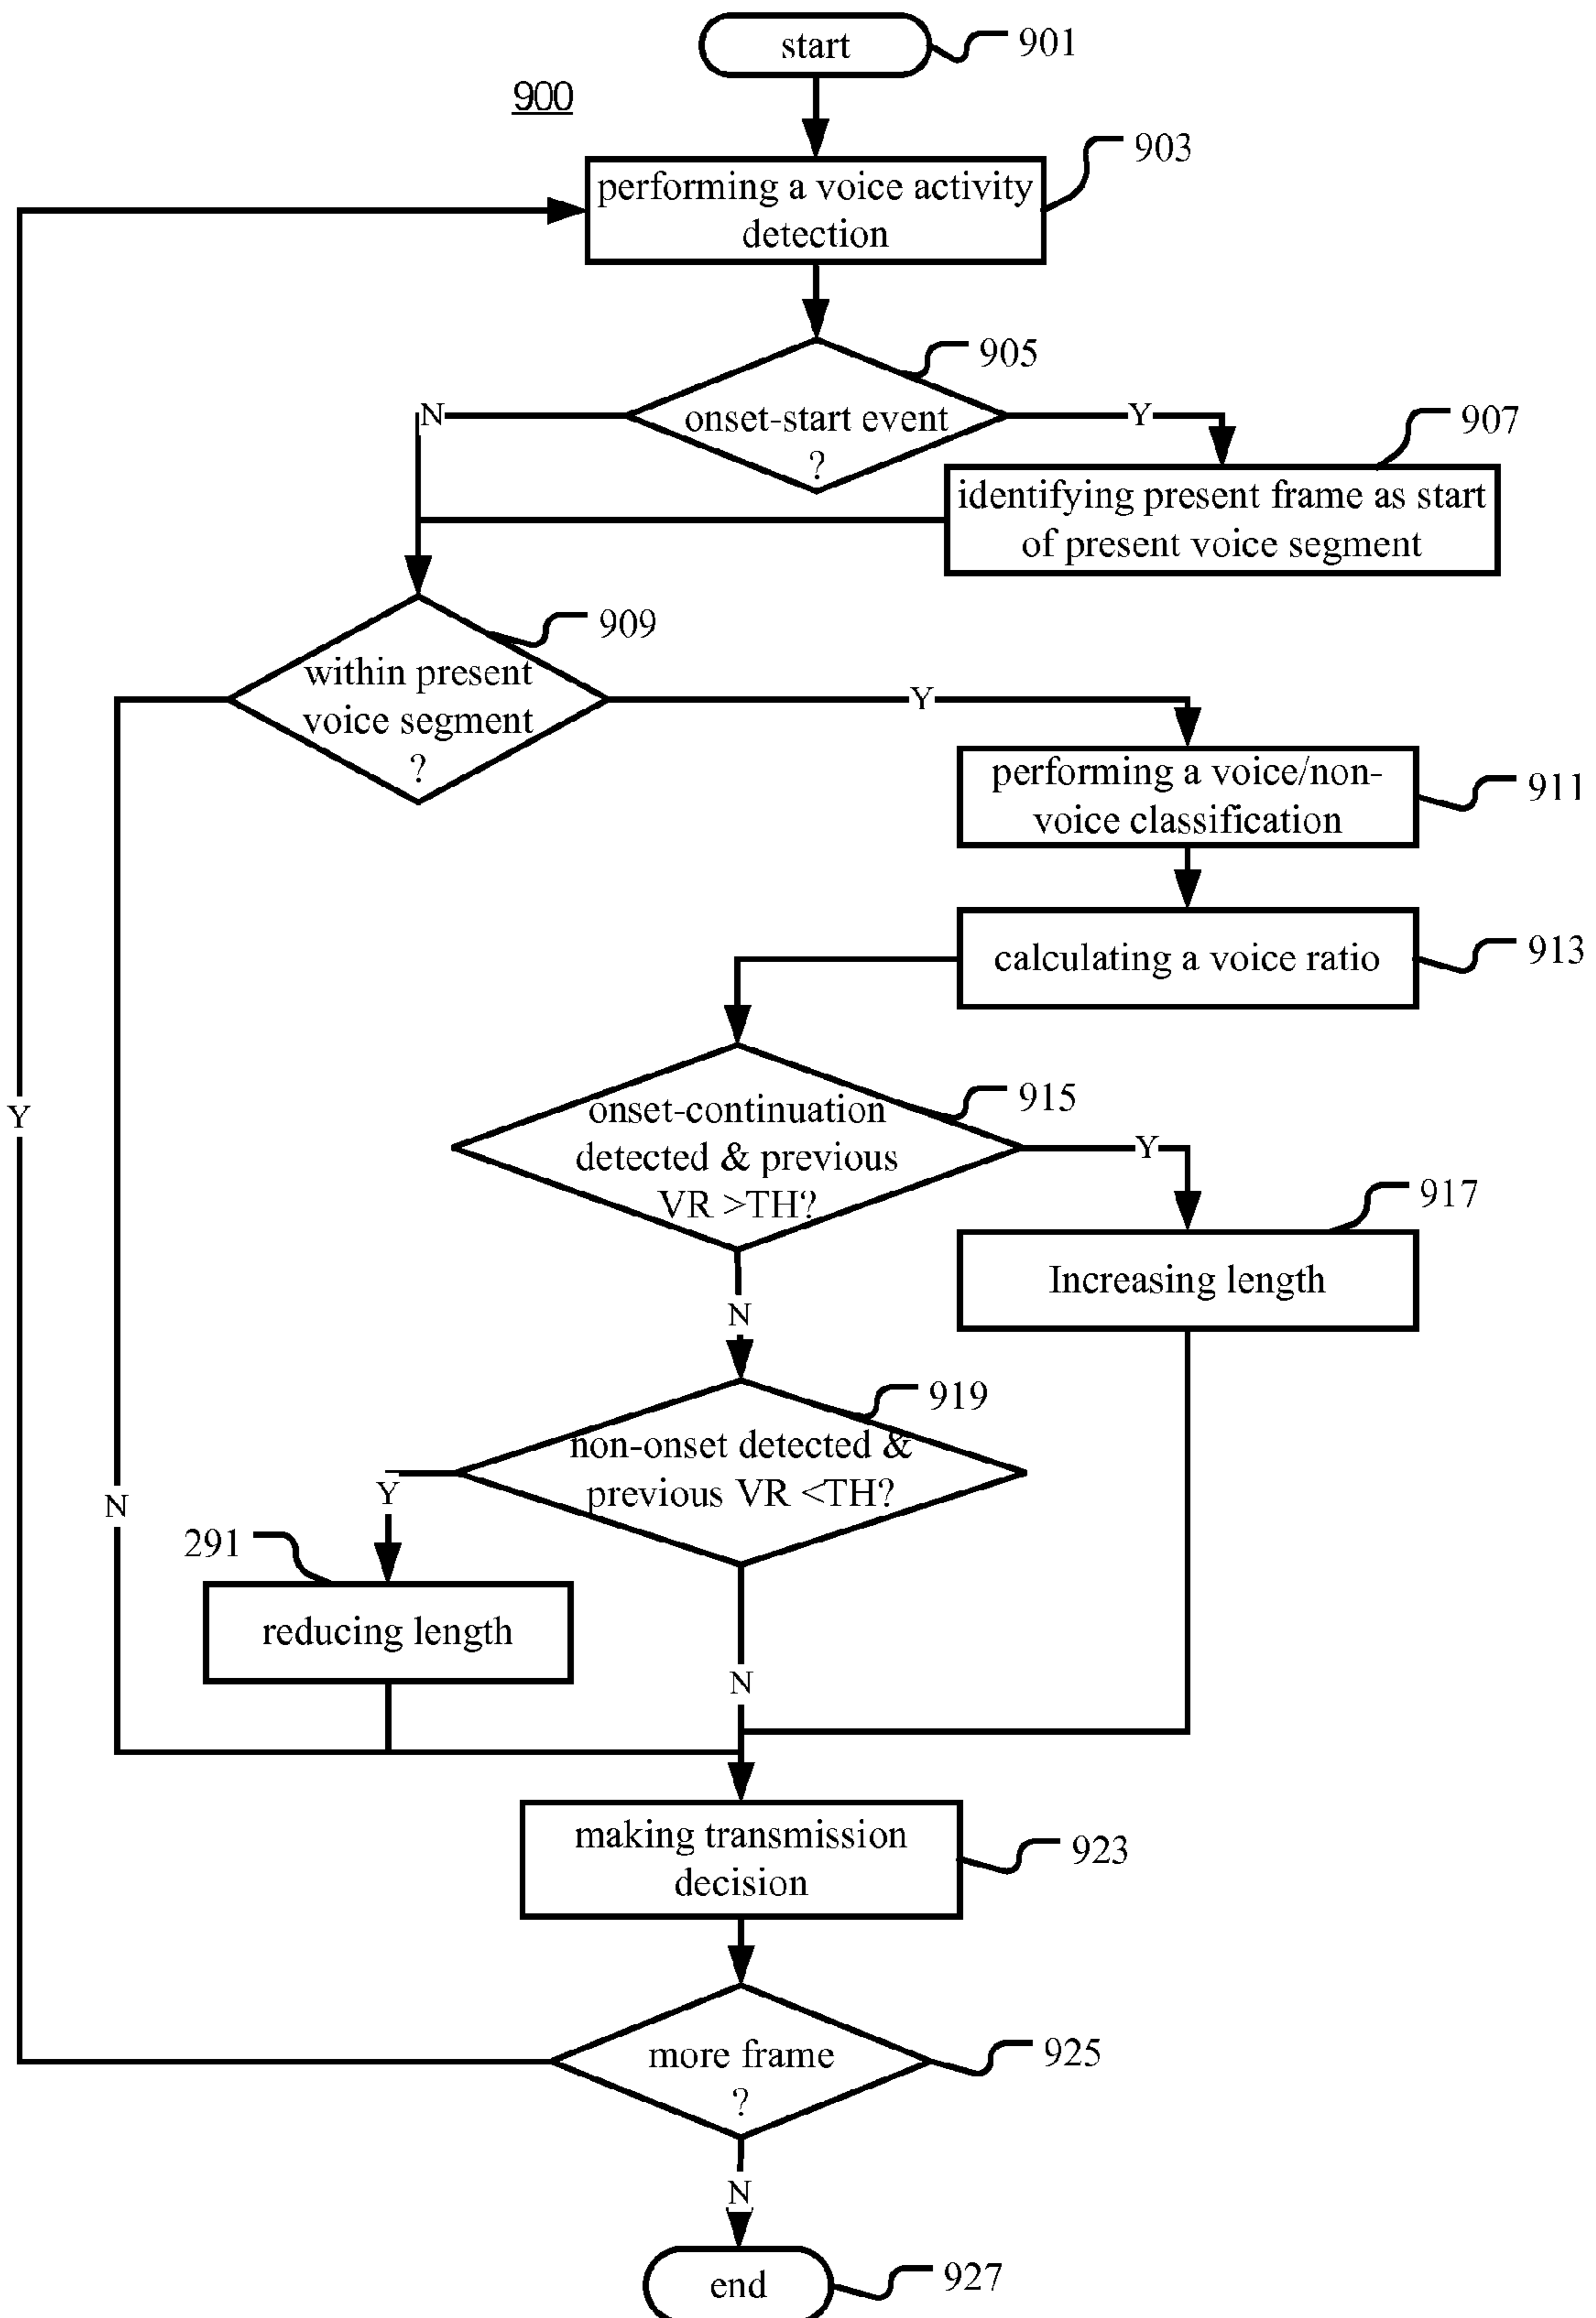 start
901
900
903
performing a voice activity
detection
905
N
onset-start event
?
Y
907
identifying present frame as start
of present voice segment
909
within present
voice segment
?
Y
performing a voice/non-
voice classification
911
calculating a voice ratio
913
915
onset-continuation
detected & previous
VR >TH?
Y
Y
917
Increasing length
N
919
non-onset detected &
previous VR <TH?
Y
N
291
reducing length
N
making transmission
decision
923
more frame
?
925
N
end
927